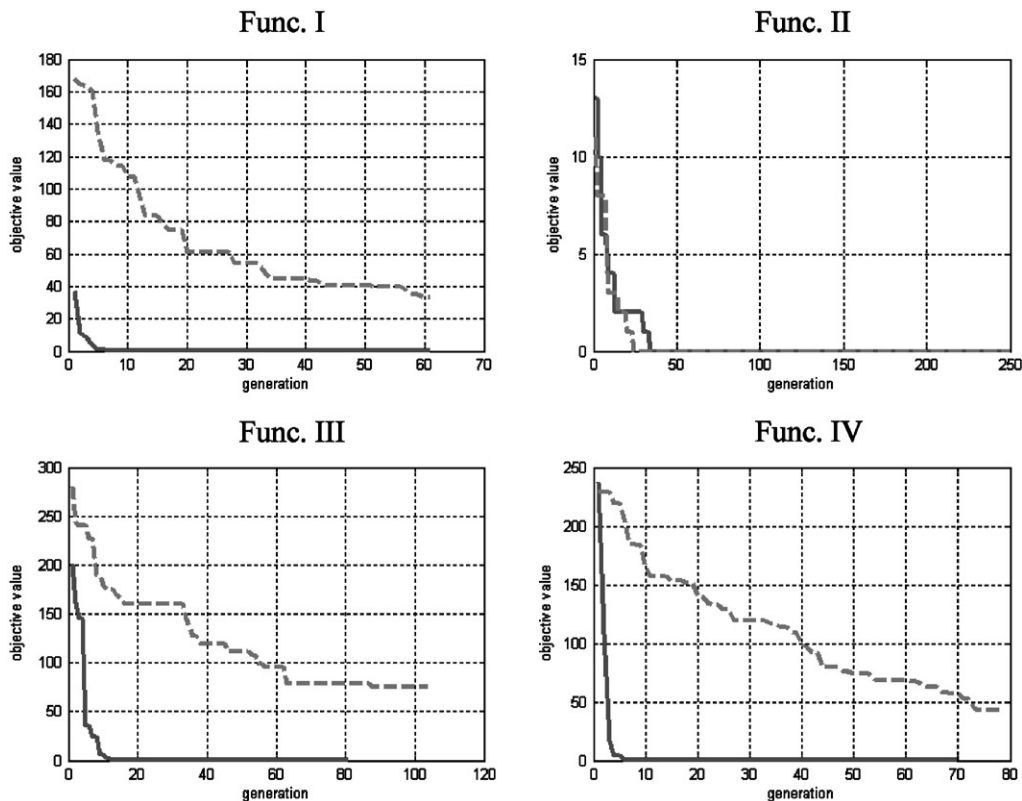 Func. I
180
160
140
120
100
80
60
40
20
0
objective value
0 10 20 30 40 50 60 70
generation
Func. II
15
10
5
0
objective value
0 50 100 150 200 250
generation
Func. III
300
250
200
150
100
50
0
objective value
0 20 40 60 80 100 120
generation
Func. IV
250
200
150
100
50
0
objective value
0 10 20 30 40 50 60 70 80
generation